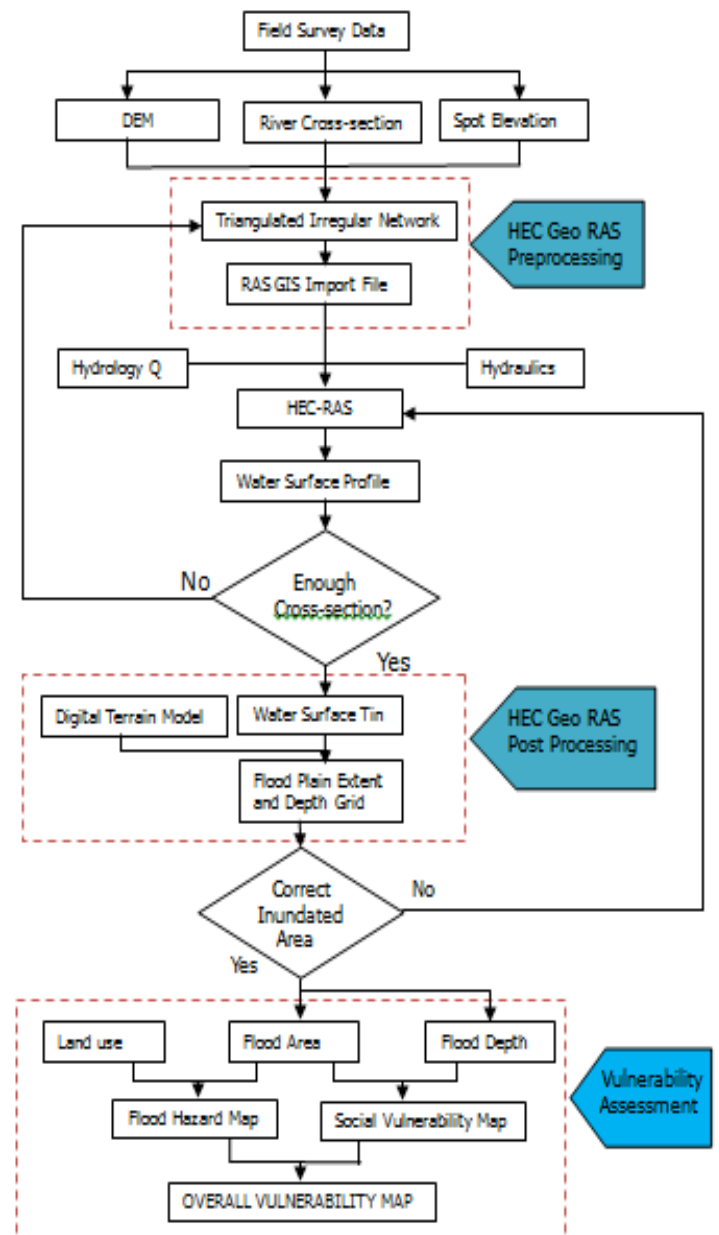 Field Survey Data
DEM
River Cross-section
Spot Elevation
Triangulated Irregular Network
HEC Geo RAS
Preprocessing
RAS GIS Import File
Hydrology Q
Hydraulics
HEC-RAS
Water Surface Profile
No
Enough
Cross-section?
Yes
Digital Terrain Model
Water Surface Tin
HEC Geo RAS
Post Processing
Flood Plain Extent
and Depth Grid
Correct
Inundated
Area
No
Yes
Land use
Flood Area
Flood Depth
Vulnerability
Assessment
Flood Hazard Map
Social Vulnerability Map
OVERALL VULNERABILITY MAP